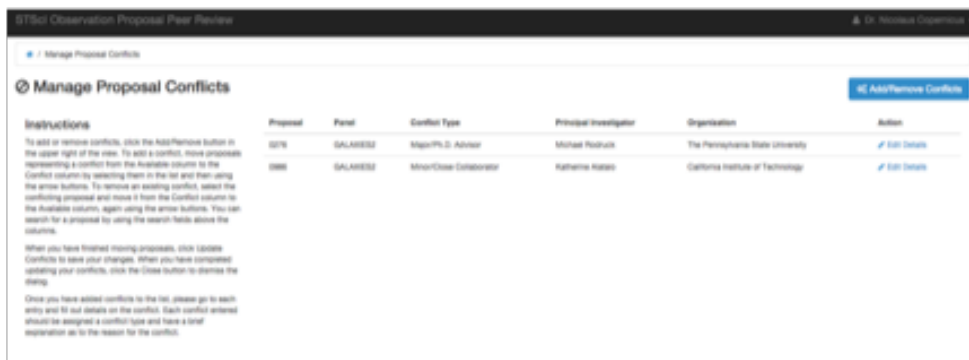 STScI Observation Proposal Peer Review
Dr. Nicolaus Copernicus
/ Manage Proposal Conflicts
Manage Proposal Conflicts
Add/Remove Conflicts
Instructions
To add or remove conflicts, click the Add/Remove button in
the upper right of the view. To add a conflict, move proposals
representing a conflict from the Available column to the
Conflict column by selecting them in the list and then using
the arrow buttons. To remove an existing conflict, select the
conflicting proposal and move it from the Conflict column to
the Available column, again using the arrow buttons. You can
search for a proposal by using the search fields above the
columns.
When you have finished moving proposals, click Update
Conflicts to save your changes. When you have completed
updating your conflicts, click the Close button to dismiss the
dialog.
Once you have added conflicts to the list, please go to each
entry and fill out details on the conflict. Each conflict entered
should be assigned a conflict type and have a brief
explanation as to the reason for the conflict.
Proposal Panel Conflict Type Principal Investigator Organization Action
0276 GALAXIES2 Major/Ph.D. Advisor Michael The Pennsylvania State University Edit Details
GALAXIES2 Minor/Close Collaborator Katherine California Institute of Technology Edit Details